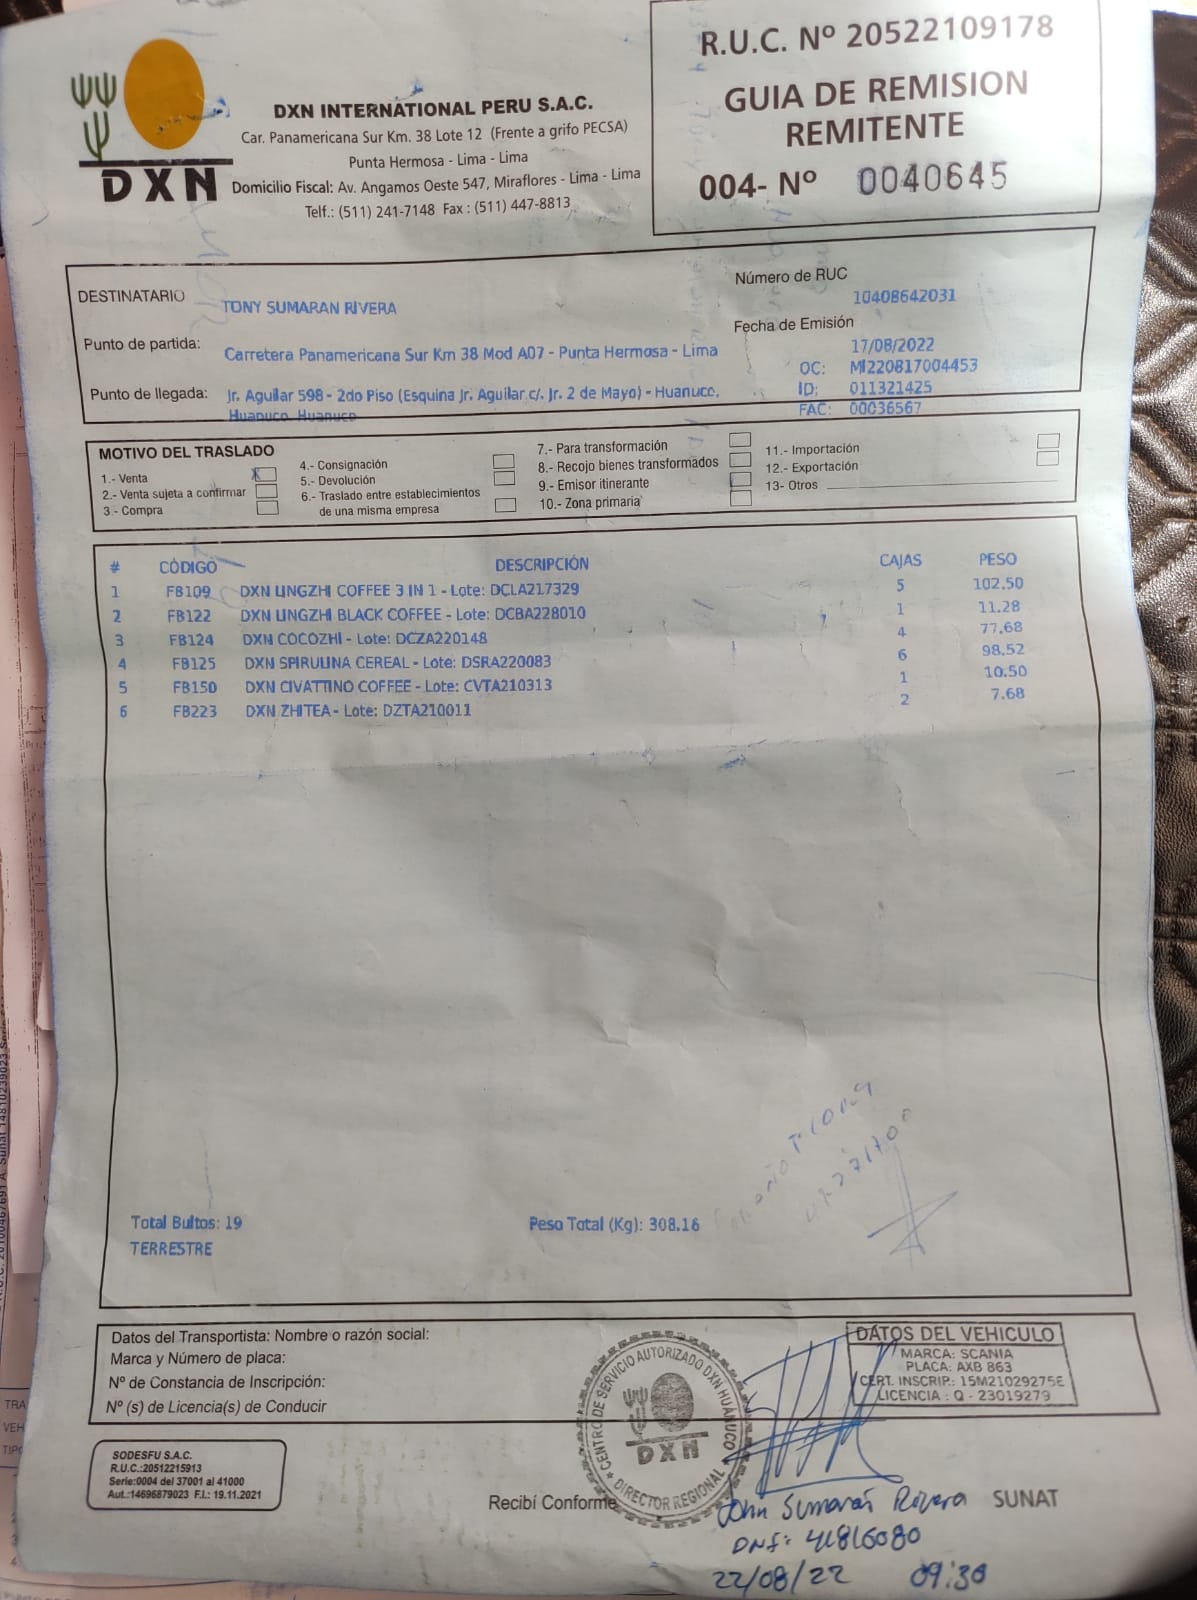 R.U.C. Nº 20522109178
GUIA DE REMISION
REMITENTE
004- Nº 0040645
DXN
DXN INTERNATIONAL PERU S.A.C.
Car. Panamericana Sur Km. 38 Lote 12 (Frente a grifo PECSA)
Punta Hermosa - Lima - Lima
Domicilio Fiscal: Av. Angamos Oeste 547, Miraflores - Lima - Lima
Telf.: (511) 241-7148 Fax : (511) 447-8813
DESTINATARIO TONY SUMARAN RIVERA
Número de RUC
10408642031
Punto de partida: Carretera Panamericana Sur Km 38 Mod A07 - Punta Hermosa - Lima
Fecha de Emisión
17/08/2022
OC: MI220817004453
Punto de llegada: Jr. Aguilar 598 - 2do Piso (Esquina Jr. Aguilar c/. Jr. 2 de Mayo) - Huanuco,
Huanuco, Huanuco
ID: 011321425
FAC: 00036567
MOTIVO DEL TRASLADO
1.- Venta X
2.- Venta sujeta a confirmar
3.- Compra
4.- Consignación
5.- Devolución
6.- Traslado entre establecimientos
de una misma empresa
7.- Para transformación
8.- Recojo bienes transformados
9.- Emisor itinerante
10.- Zona primaria
11.- Importación
12.- Exportación
13.- Otros
# CÓDIGO DESCRIPCIÓN CAJAS PESO
1 FB109 DXN LINGZHI COFFEE 3 IN 1 - Lote: DCLA217329 5 102.50
2 FB122 DXN LINGZHI BLACK COFFEE - Lote: DCBA228010 1 11.28
3 FB124 DXN COCOZHI - Lote: DCZA220148 4 77.68
4 FB125 DXN SPIRULINA CEREAL - Lote: DSRA220083 6 98.52
5 FB150 DXN CIVATTINO COFFEE - Lote: CVTA210313 1 10.50
6 FB223 DXN ZHITEA - Lote: DZTA210011 2 7.68
Total Bultos: 19 Peso Total (Kg): 308.16
TERRESTRE
Datos del Transportista: Nombre o razón social:
Marca y Número de placa:
Nº de Constancia de Inscripción:
Nº (s) de Licencia(s) de Conducir
DATOS DEL VEHICULO
MARCA: SCANIA
PLACA: AXB 863
CERT. INSCRIP.: 15M21029275E
LICENCIA : Q - 23019279
CENTRO DE SERVICIO AUTORIZADO DXN HUÁNUCO
DXN
DIRECTOR REGIONAL
SODESFU S.A.C.
R.U.C.:20512215913
Serie:0004 del 37001 al 41000
Aut.:14696879023 F.I.: 19.11.2021
Recibí Conforme
SUNAT
John Sumarán Rivera
DNI: 41816080
22/08/22 09:30